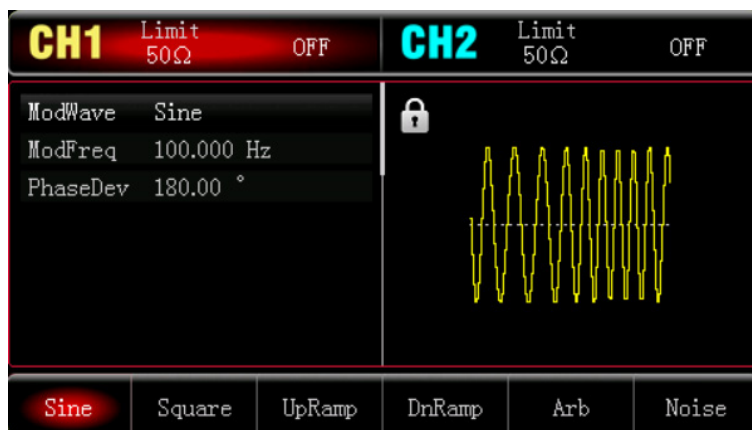 CH1 Limit 50Ω OFF CH2 Limit 50Ω OFF
ModWave Sine
ModFreq 100.000 Hz
PhaseDev 180.00 °
Sine Square UpRamp DnRamp Arb Noise